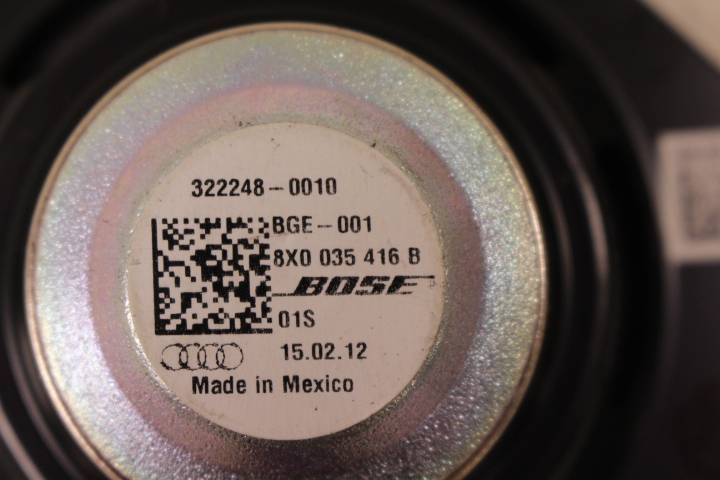 322248-0010
BGE-001
8X0 035 416 B
BOSE
01S
15.02.12
Made in Mexico